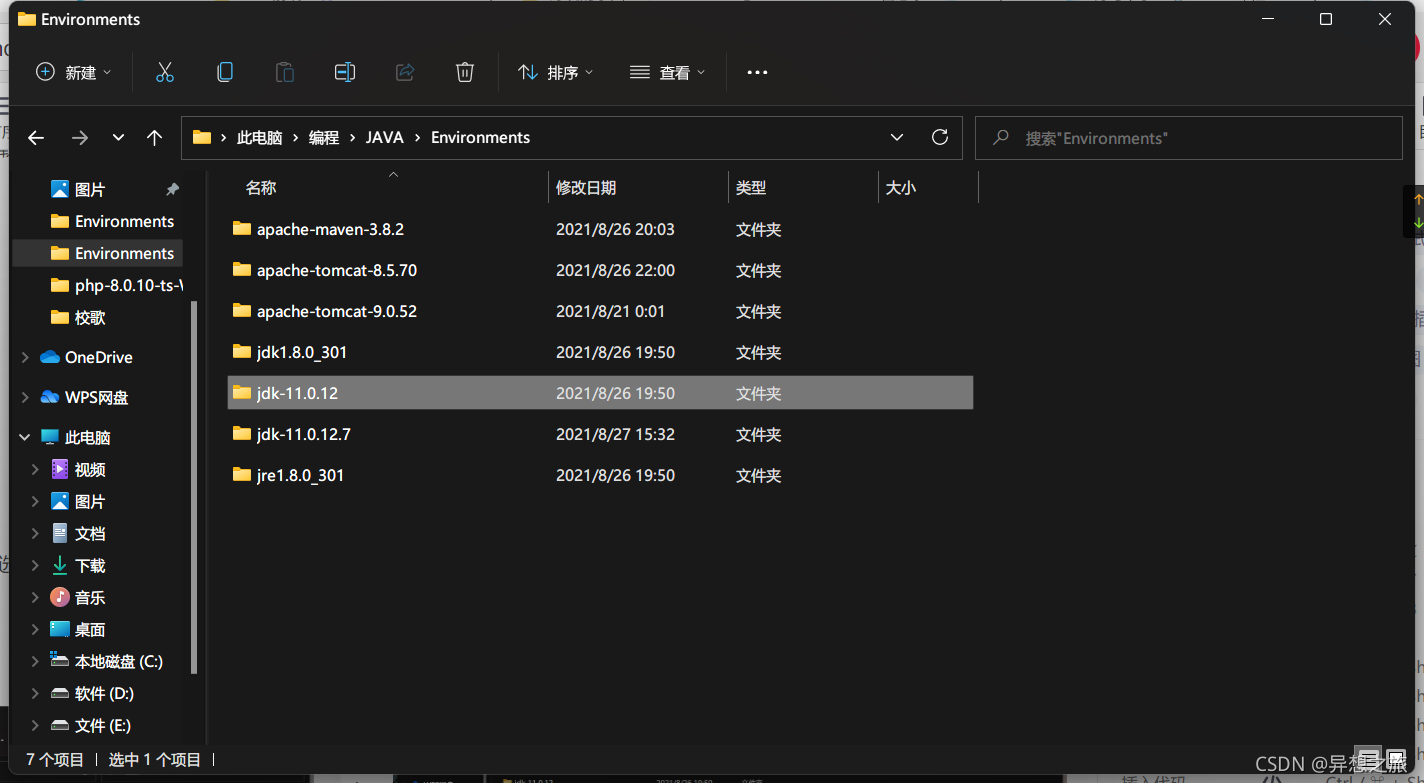 Environments
新建
排序
查看
此电脑 > 编程 > JAVA > Environments
搜索"Environments"
名称 修改日期 类型 大小
apache-maven-3.8.2 2021/8/26 20:03 文件夹
apache-tomcat-8.5.70 2021/8/26 22:00 文件夹
apache-tomcat-9.0.52 2021/8/21 0:01 文件夹
jdk1.8.0_301 2021/8/26 19:50 文件夹
jdk-11.0.12 2021/8/26 19:50 文件夹
jdk-11.0.12.7 2021/8/27 15:32 文件夹
jre1.8.0_301 2021/8/26 19:50 文件夹
图片
Environments
Environments
php-8.0.10-ts-
校歌
OneDrive
WPS网盘
此电脑
视频
图片
文档
下载
音乐
桌面
本地磁盘 (C:)
软件 (D:)
文件 (E:)
7 个项目
选中 1 个项目
CSDN @异想之旅
插入代码